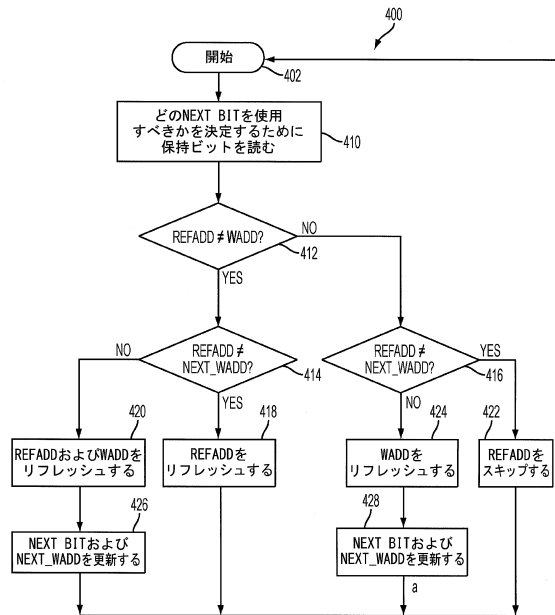 400
開始
402
どのNEXT BITを使用
すべきかを決定するために
保持ビットを読む
410
REFADD≠WADD?
412
NO
YES
REFADD≠
NEXT_WADD?
414
NO
YES
REFADD≠
NEXT_WADD?
416
YES
NO
420
REFADDおよびWADDを
リフレッシュする
418
REFADDを
リフレッシュする
424
WADDを
リフレッシュする
422
REFADDを
スキップする
426
NEXT BITおよび
NEXT_WADDを更新する
428
NEXT BITおよび
NEXT_WADDを更新する
a